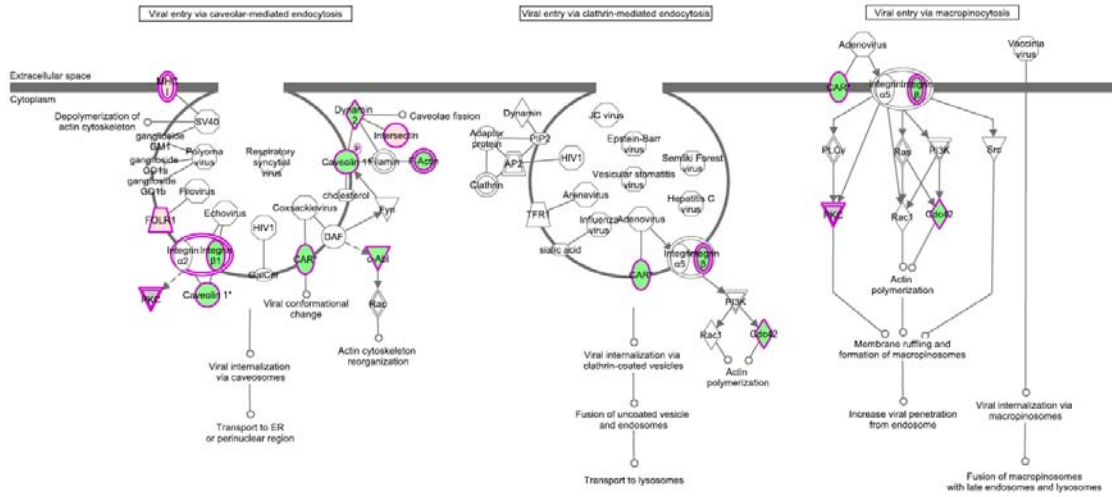 Viral entry via caveolar-mediated endocytosis
Viral entry via clathrin-mediated endocytosis
Viral entry via macropinocytosis
Extracellular space
Cytoplasm
MHC
I
Depolymerization of
actin cytoskeleton
SV40
ganglioside
GM1
ganglioside
GD1a
ganglioside
GD1b
Polyoma
virus
Filovirus
FOLR1
Echovirus
Integrin
α2
Integrin
β1
PKC
Caveolin 1*
HIV1
GalCer
Respiratory
syncytial
virus
Coxsackievirus
CAR*
Viral conformational
change
Viral internalization
via caveosomes
Transport to ER
or perinuclear region
Dynamin
2
Caveolae fission
Intersectin
P
Caveolin 1*
Filamin
F-Actin
cholesterol
Fyn
DAF
c-Abl
Rac
Actin cytoskeleton
reorganization
Dynamin
Adaptor
protein
PIP2
AP2
Clathrin
HIV1
JC virus
Epstein-Barr
virus
Semliki Forest
virus
Vesicular stomatitis
virus
Hepatitis C
virus
Arenavirus
TFR1
Influenza
virus
sialic acid
Adenovirus
CAR*
Integrin
α5
Integrin
β
PI3K
Rac1
Cdc42
Actin
polymerization
Viral internalization via
clathrin-coated vesicles
Fusion of uncoated vesicle
and endosomes
Transport to lysosomes
Adenovirus
CAR*
Integrin
α5
Integrin
β
Vaccinia
virus
PLCγ
Ras
PI3K
Src
PKC
Rac1
Cdc42
Actin
polymerization
Membrane ruffling and
formation of macropinosomes
Increase viral penetration
from endosome
Viral internalization via
macropinosomes
Fusion of macropinosomes
with late endosomes and lysosomes